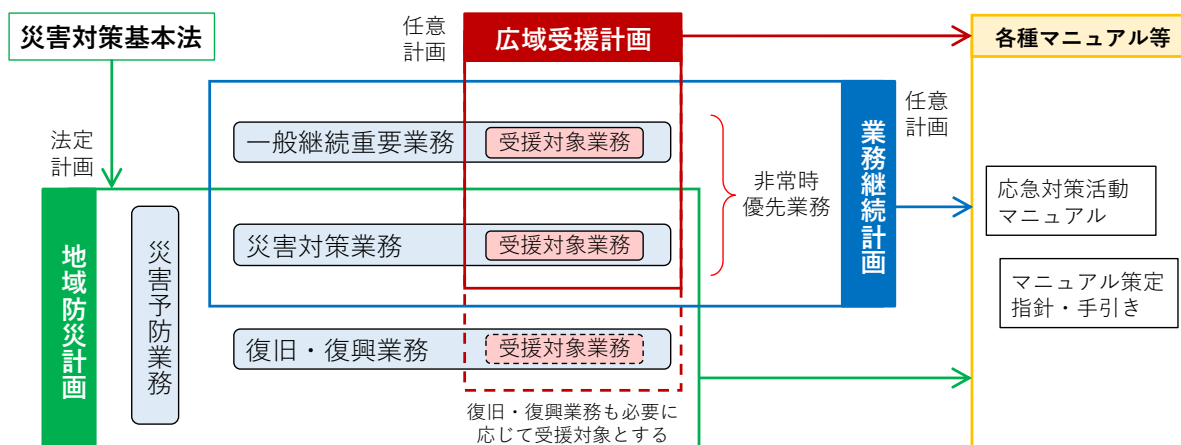 災害対策基本法
任意
計画
広域受援計画
各種マニュアル等
法定
計画
一般継続重要業務
受援対象業務
非常時
優先業務
業務継続計画
任意
計画
応急対策活動
マニュアル
地域防災計画
災害予防業務
災害対策業務
受援対象業務
マニュアル策定
指針・手引き
復旧・復興業務
受援対象業務
復旧・復興業務も必要に
応じて受援対象とする